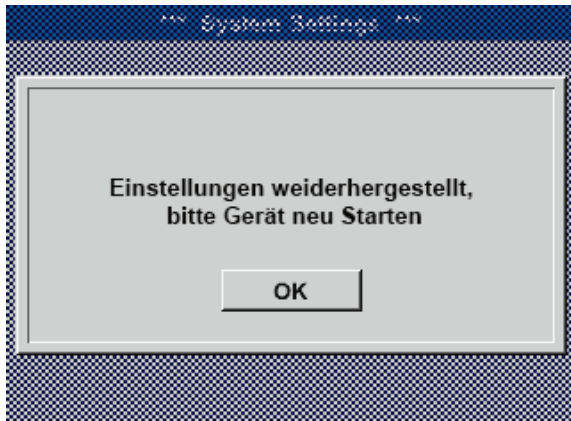 *** System Settings ***
Einstellungen weiderhergestellt,
bitte Gerät neu Starten
OK